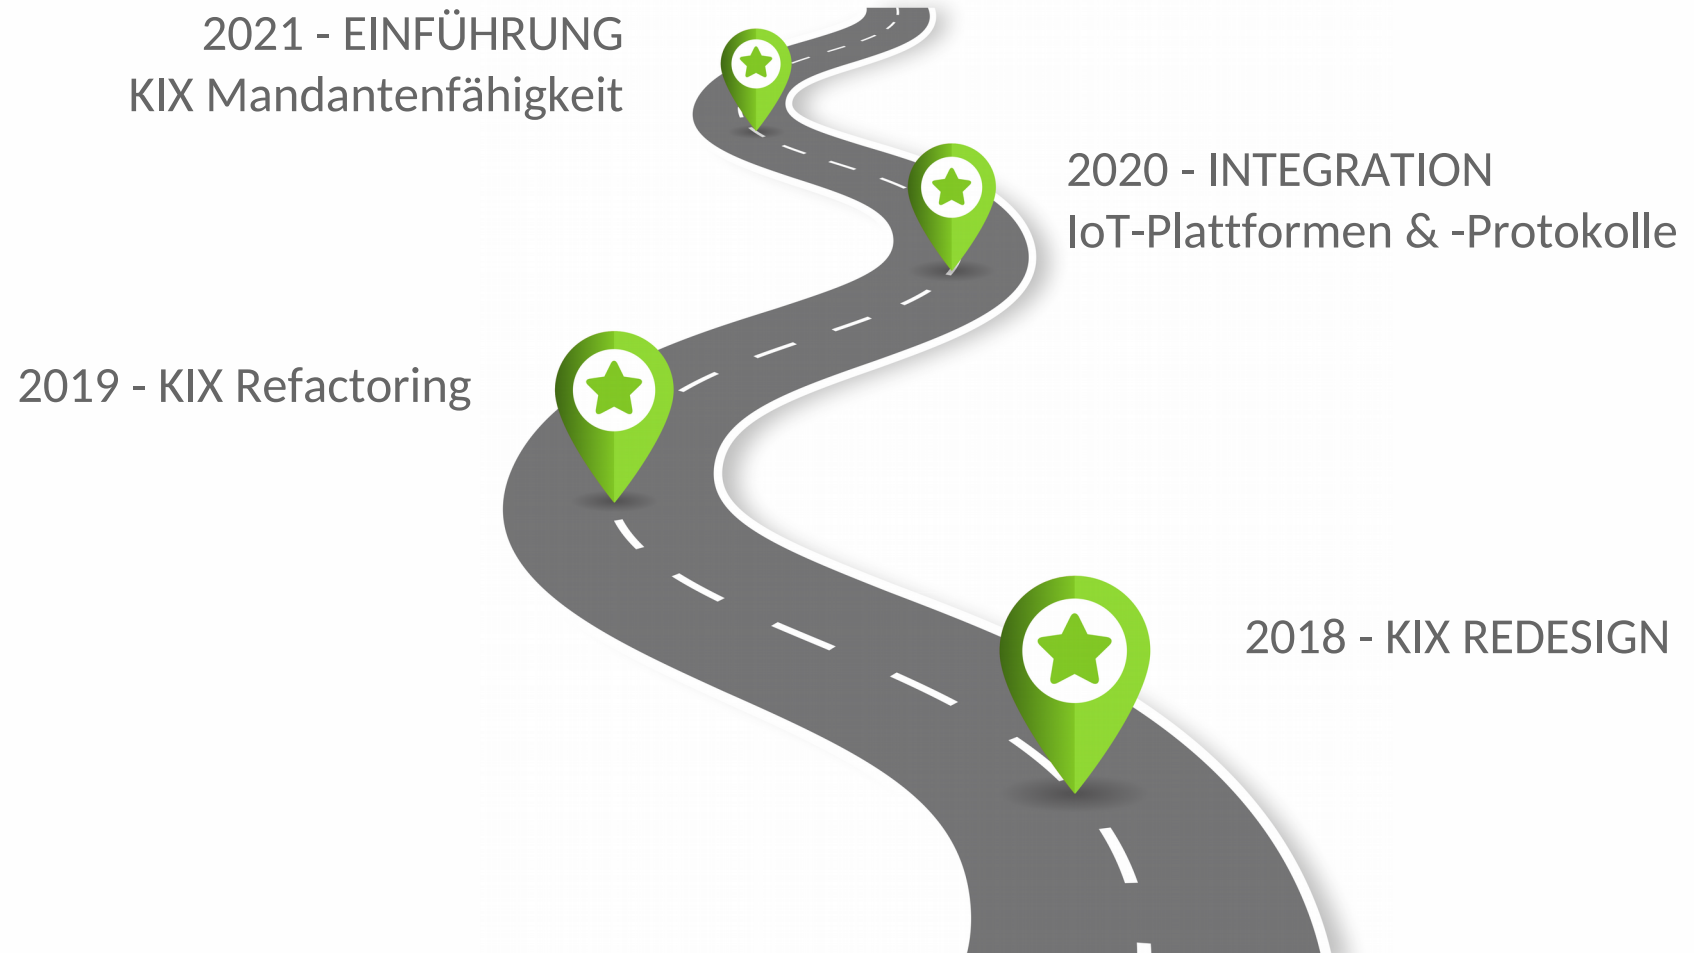 2021 - EINFÜHRUNG
KIX Mandantenfähigkeit
2020 - INTEGRATION
IoT-Plattformen & -Protokolle
2019 - KIX Refactoring
2018 - KIX REDESIGN